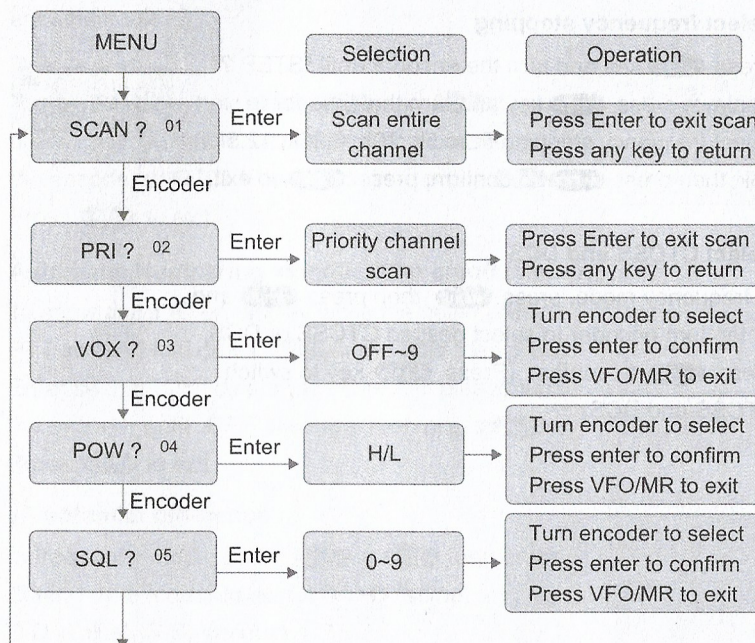 elect frequency stopping
MENU
Selection
Operation
SCAN ? 01
Enter
Scan entire
channel
Press Enter to exit scan
Press any key to return
Encoder
PRI ? 02
Enter
Priority channel
scan
Press Enter to exit scan
Press any key to return
Encoder
VOX ? 03
Enter
OFF~9
Turn encoder to select
Press enter to confirm
Press VFO/MR to exit
Encoder
POW ? 04
Enter
H/L
Turn encoder to select
Press enter to confirm
Press VFO/MR to exit
Encoder
SQL ? 05
Enter
0~9
Turn encoder to select
Press enter to confirm
Press VFO/MR to exit